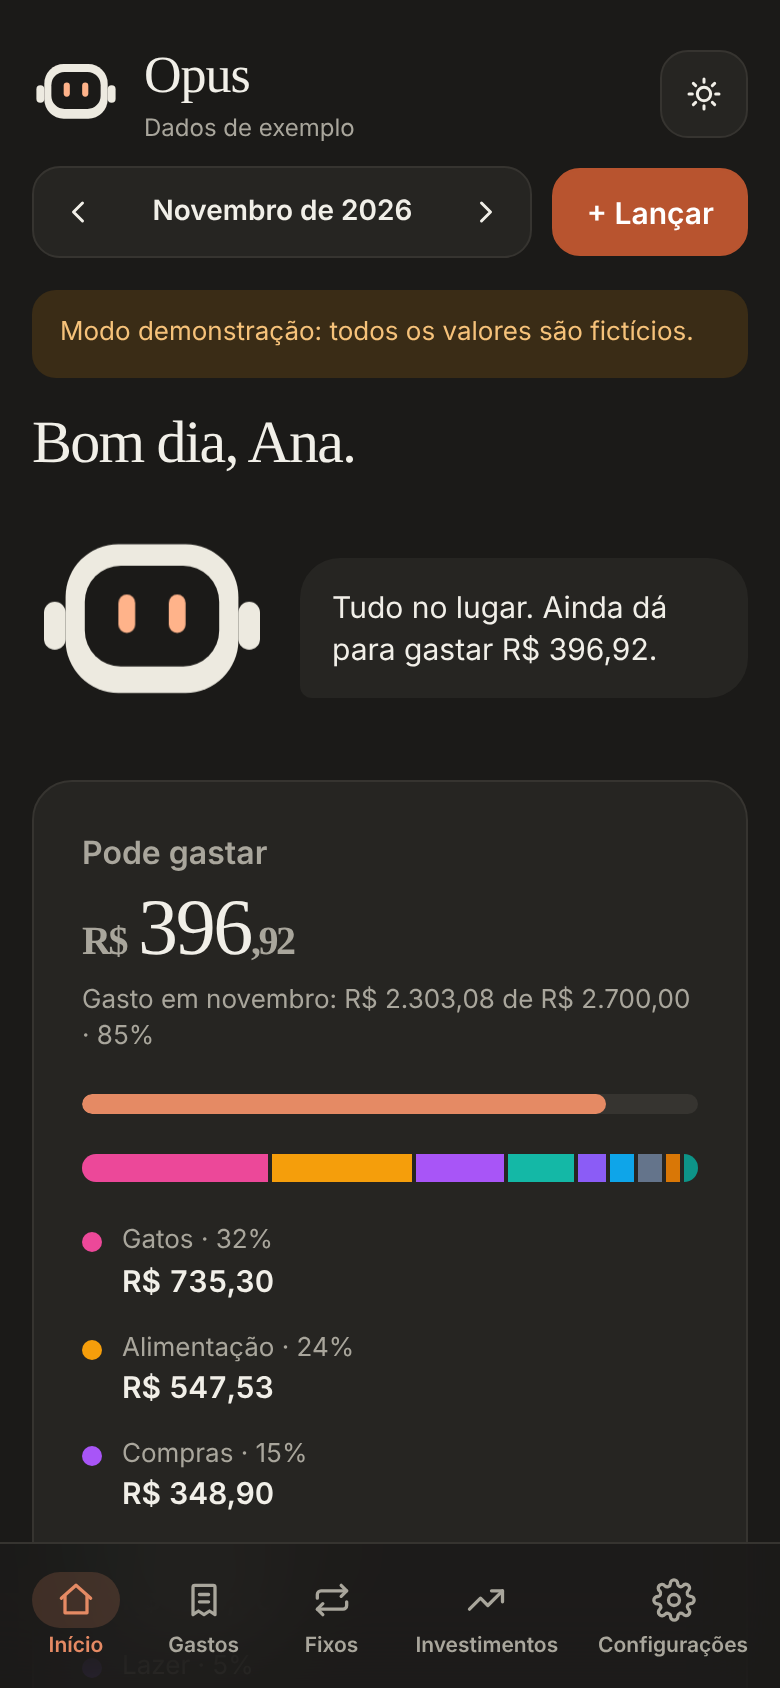 Opus
Dados de exemplo
Novembro de 2026
+ Lançar
Modo demonstração: todos os valores são fictícios.
Bom dia, Ana.
Tudo no lugar. Ainda dá
para gastar R$ 396,92.
Pode gastar
R$ 396,92
Gasto em novembro: R$ 2.303,08 de R$ 2.700,00
· 85%
Gatos · 32%
R$ 735,30
Alimentação · 24%
R$ 547,53
Compras · 15%
R$ 348,90
Lazer · 5%
Início
Gastos
Fixos
Investimentos
Configurações